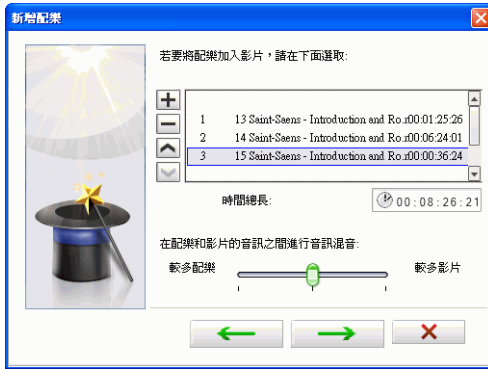 新增配樂
若要將配樂加入影片，請在下面選取:
1 13 Saint-Saens - Introduction and Ro.r00:01:25:26
2 14 Saint-Saens - Introduction and Ro.r00:06:24:01
3 15 Saint-Saens - Introduction and Ro.r00:00:36:24
時間總長: 00:08:26:21
在配樂和影片的音訊之間進行音訊混音:
較多配樂 較多影片